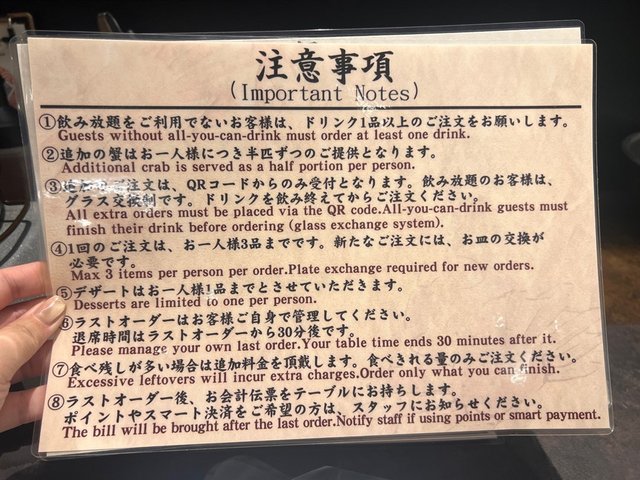 注意事項
(Important Notes)
①飲み放題をご利用でないお客様は、ドリンク1品以上のご注文をお願いします。
Guests without all-you-can-drink must order at least one drink.
②追加の蟹はお一人様につき半匹ずつのご提供となります。
Additional crab is served as a half portion per person.
③追加のご注文は、QRコードからのみ受付となります。飲み放題のお客様は、
グラス交換制です。ドリンクを飲み終えてからご注文ください。
All extra orders must be placed via the QR code.All-you-can-drink guests must
finish their drink before ordering (glass exchange system).
④1回のご注文は、お一人様3品までです。新たなご注文には、お皿の交換が
必要です。
Max 3 items per person per order.Plate exchange required for new orders.
⑤デザートはお一人様1品までとさせていただきます。
Desserts are limited to one per person.
⑥ラストオーダーはお客様ご自身で管理してください。
退席時間はラストオーダーから30分後です。
Please manage your own last order.Your table time ends 30 minutes after it.
⑦食べ残しが多い場合は追加料金を頂戴します。食べきれる量のみご注文ください。
Excessive leftovers will incur extra charges.Order only what you can finish.
⑧ラストオーダー後、お会計伝票をテーブルにお持ちします。
ポイントやスマート決済をご希望の方は、スタッフにお知らせください。
The bill will be brought after the last order.Notify staff if using points or smart payment.